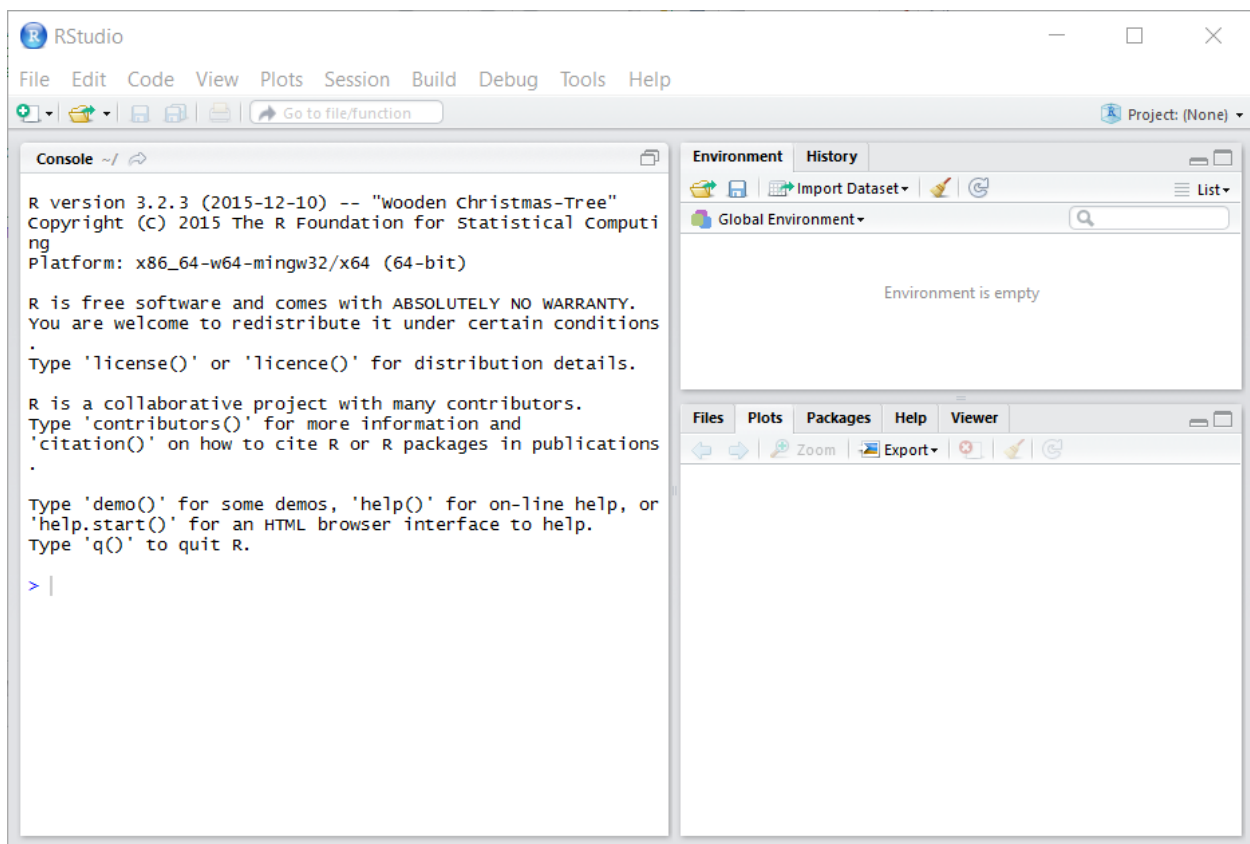 RStudio
File Edit Code View Plots Session Build Debug Tools Help
Go to file/function
Project: (None)
Console ~/
R version 3.2.3 (2015-12-10) -- "Wooden Christmas-Tree"
Copyright (C) 2015 The R Foundation for Statistical Computi
ng
Platform: x86_64-w64-mingw32/x64 (64-bit)
R is free software and comes with ABSOLUTELY NO WARRANTY.
You are welcome to redistribute it under certain conditions
.
Type 'license()' or 'licence()' for distribution details.
R is a collaborative project with many contributors.
Type 'contributors()' for more information and
'citation()' on how to cite R or R packages in publications
.
Type 'demo()' for some demos, 'help()' for on-line help, or
'help.start()' for an HTML browser interface to help.
Type 'q()' to quit R.
>
Environment History
Import Dataset List
Global Environment
Environment is empty
Files Plots Packages Help Viewer
Zoom Export